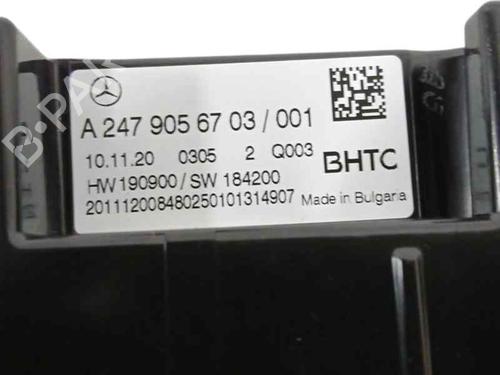 A 247 905 67 03 / 001
10.11.20 0305 2 Q003
BHTC
HW 190900 / SW 184200
201112008480250101314907
Made in Bulgaria
B-PAR